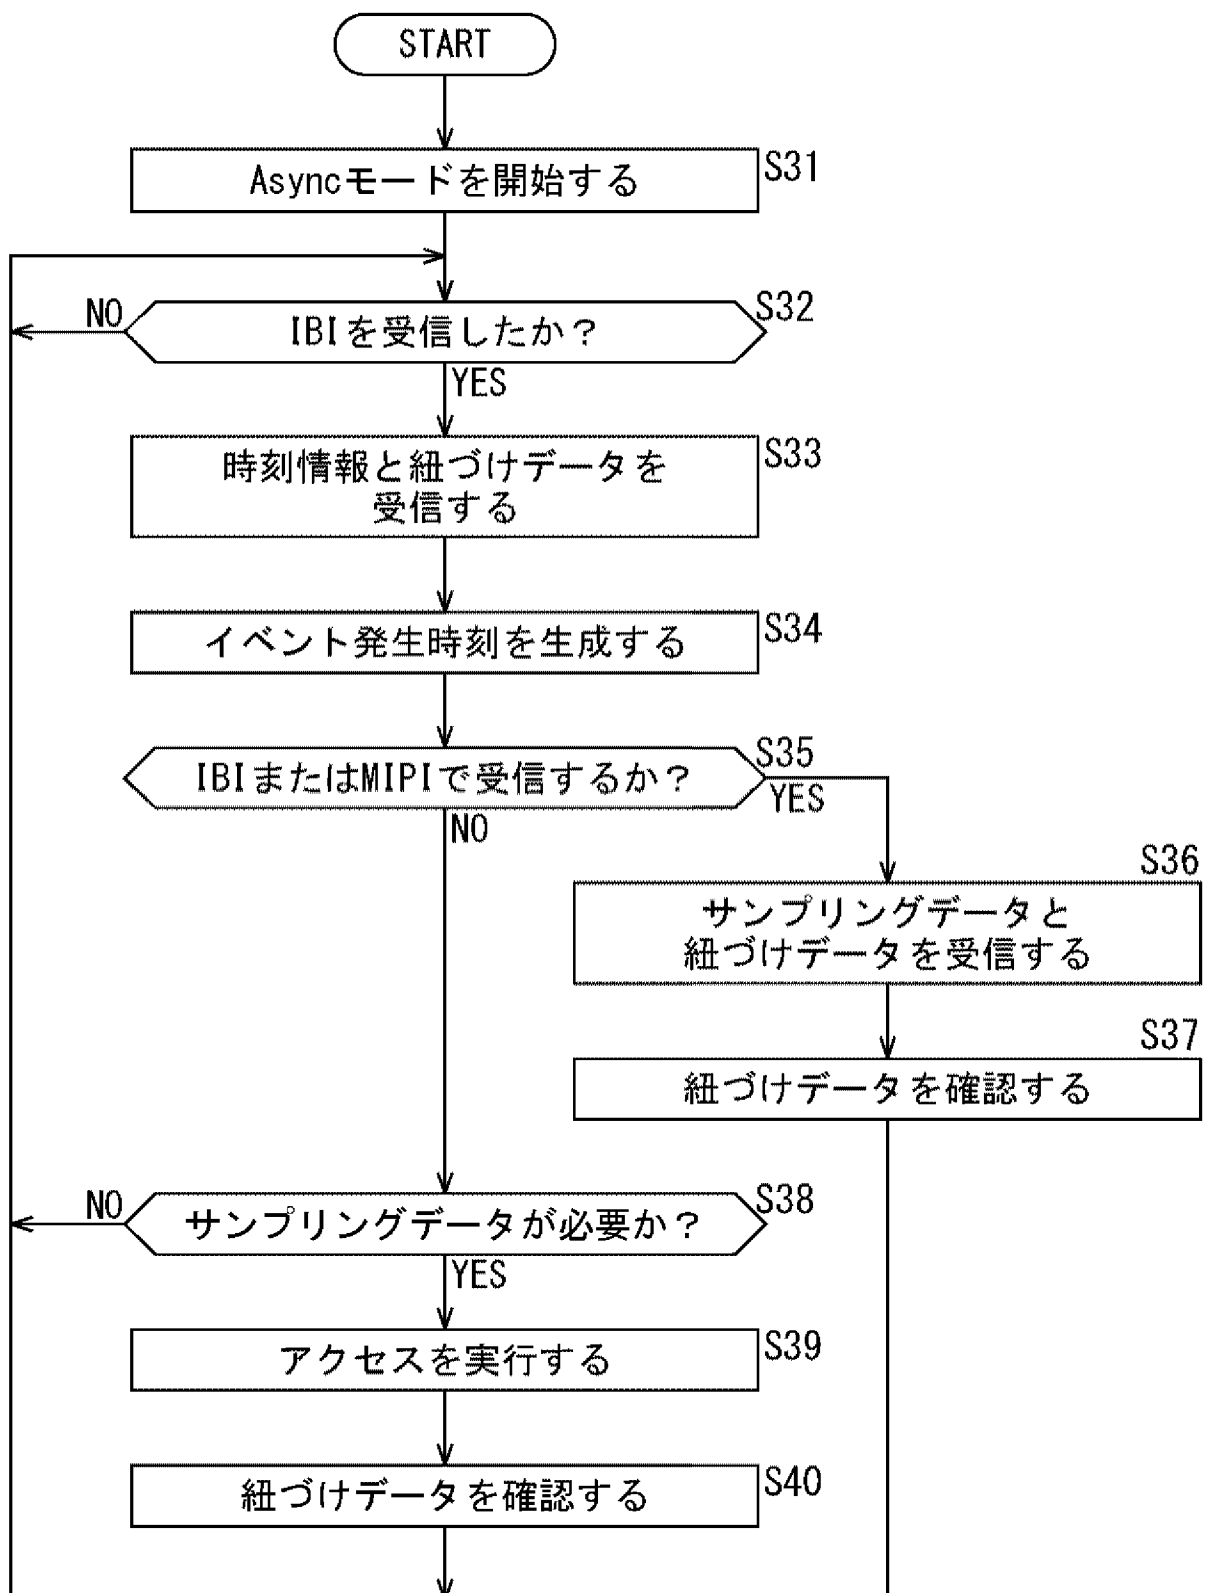 START
Asyncモードを開始する
S31
NO
IBIを受信したか？
S32
YES
時刻情報と紐づけデータを
受信する
S33
イベント発生時刻を生成する
S34
IBIまたはMIPIで受信するか？
S35
YES
NO
S36
サンプリングデータと
紐づけデータを受信する
S37
紐づけデータを確認する
NO
サンプリングデータが必要か？
S38
YES
アクセスを実行する
S39
紐づけデータを確認する
S40